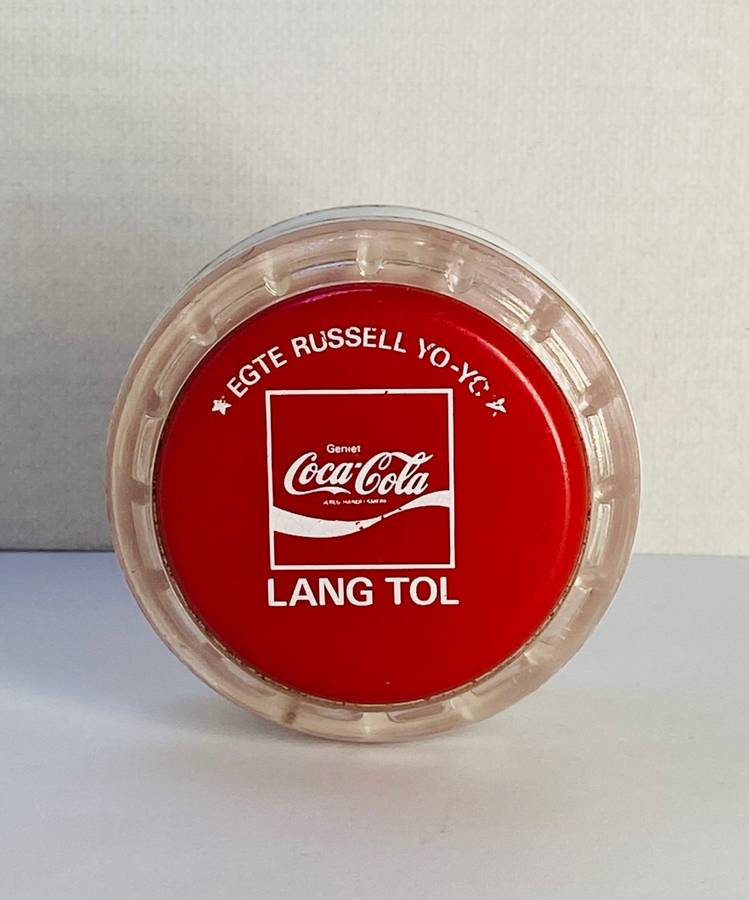 ★ EGTE RUSSELL YO-YO ★
Geniet
Coca-Cola
LANG TOL